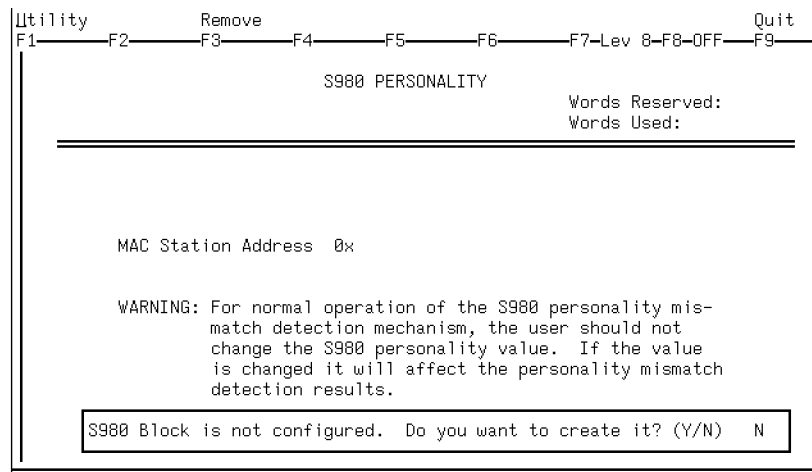 Utility Remove Quit
F1 F2 F3 F4 F5 F6 F7-Lev 8-F8-OFF F9
S980 PERSONALITY
Words Reserved:
Words Used:
MAC Station Address 0x
WARNING: For normal operation of the S980 personality mis-
match detection mechanism, the user should not
change the S980 personality value. If the value
is changed it will affect the personality mismatch
detection results.
S980 Block is not configured. Do you want to create it? (Y/N) N